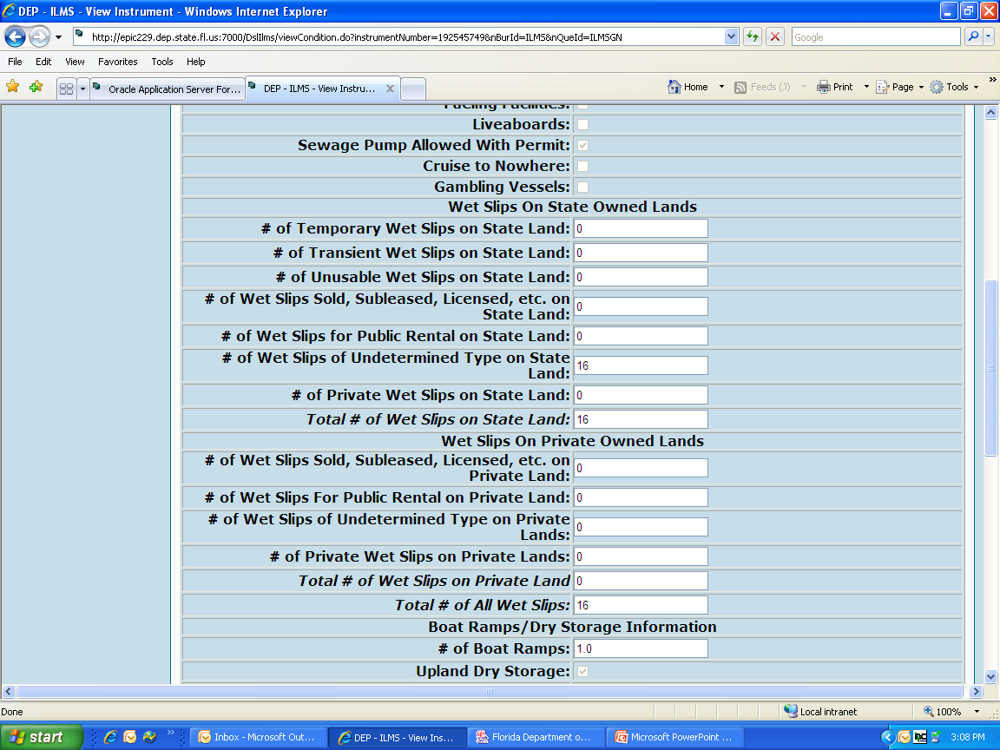 DEP - ILMS - View Instrument - Windows Internet Explorer
http://epic229.dep.state.fl.us:7000/DslIlms/viewCondition.do?instrumentNumber=192545749&nBurId=ILMS&nQueId=ILMSGN
Google
File Edit View Favorites Tools Help
Oracle Application Server For...
DEP - ILMS - View Instru...
Home
Feeds (J)
Print
Page
Tools
»
Fueling Facilities:
Liveaboards:
Sewage Pump Allowed With Permit:
Cruise to Nowhere:
Gambling Vessels:
Wet Slips On State Owned Lands
# of Temporary Wet Slips on State Land: 0
# of Transient Wet Slips on State Land: 0
# of Unusable Wet Slips on State Land: 0
# of Wet Slips Sold, Subleased, Licensed, etc. on
State Land: 0
# of Wet Slips for Public Rental on State Land: 0
# of Wet Slips of Undetermined Type on State
Land: 16
# of Private Wet Slips on State Land: 0
Total # of Wet Slips on State Land: 16
Wet Slips On Private Owned Lands
# of Wet Slips Sold, Subleased, Licensed, etc. on
Private Land: 0
# of Wet Slips For Public Rental on Private Land: 0
# of Wet Slips of Undetermined Type on Private
Lands: 0
# of Private Wet Slips on Private Lands: 0
Total # of Wet Slips on Private Land 0
Total # of All Wet Slips: 16
Boat Ramps/Dry Storage Information
# of Boat Ramps: 1.0
Upland Dry Storage:
Done
Local intranet
100%
start
»
Inbox - Microsoft Out...
DEP - ILMS - View Ins...
Florida Department o...
Microsoft PowerPoint ...
3:08 PM